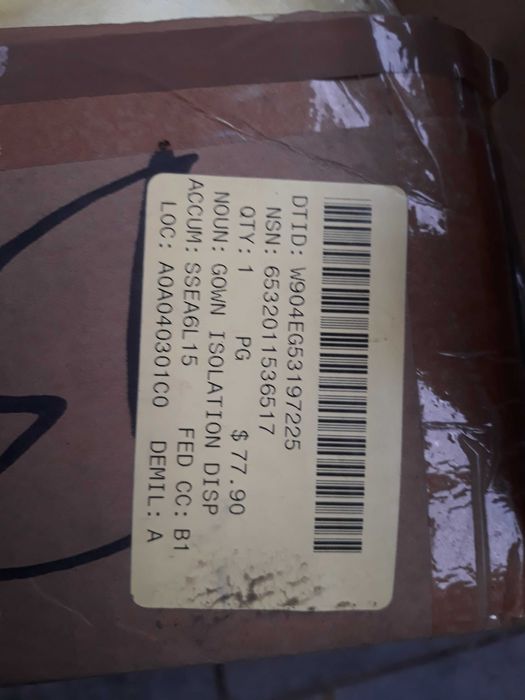 DTID: W904EG53197225
NSN: 6532011536517
QTY: 1 PG $ 77.90
NOUN: GOWN ISOLATION DISP
ACCUM: SSEA6L15 FED CC: B1
LOC: A0A040301C0 DEMIL: A